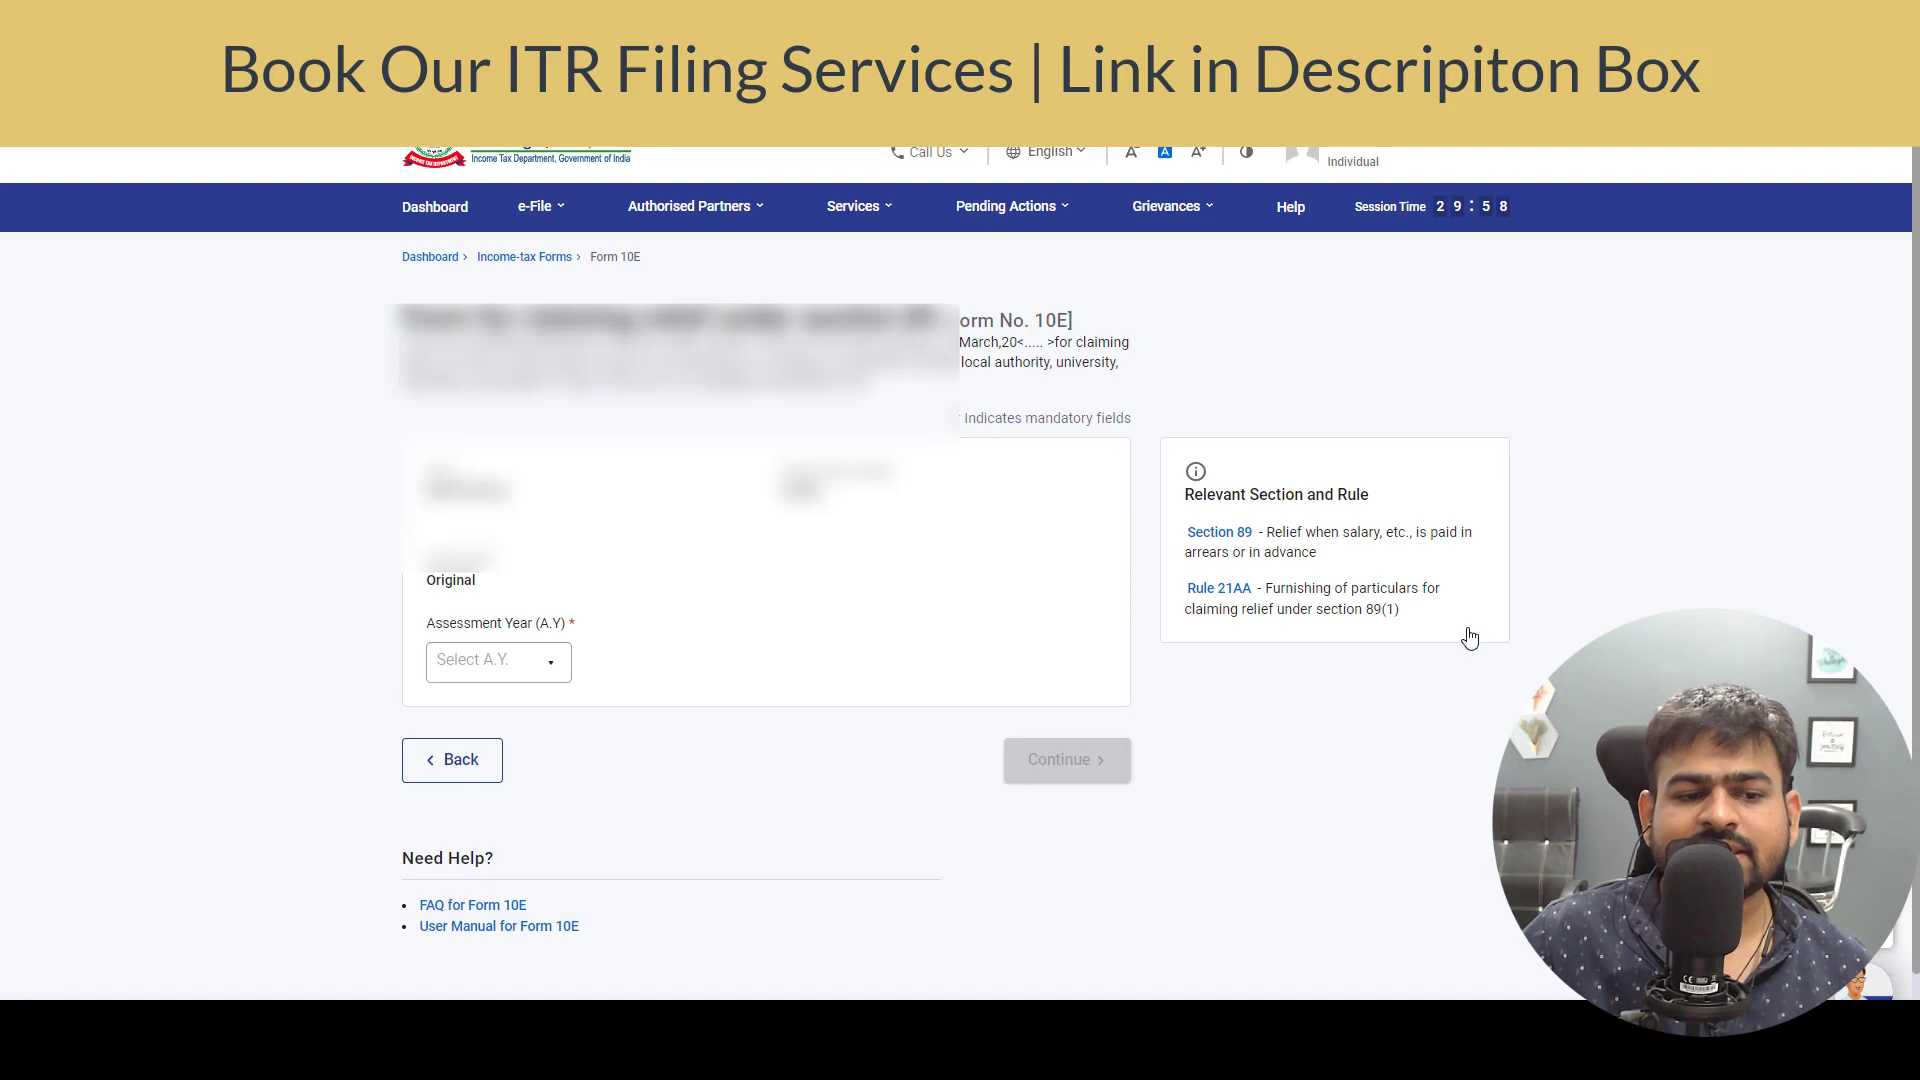 Book Our ITR Filing Services | Link in Descripiton Box
Income Tax Department, Government of India
Call Us
English
A A A+
Individual
Dashboard e-File Authorised Partners Services Pending Actions Grievances Help Session Time 2 9 : 5 8
Dashboard > Income-tax Forms > Form 10E
orm No. 10E]
March,20<..... >for claiming
local authority, university,
Indicates mandatory fields
Original
Assessment Year (A.Y) *
Select A.Y.
Relevant Section and Rule
Section 89 - Relief when salary, etc., is paid in
arrears or in advance
Rule 21AA - Furnishing of particulars for
claiming relief under section 89(1)
< Back
Continue >
Need Help?
• FAQ for Form 10E
• User Manual for Form 10E